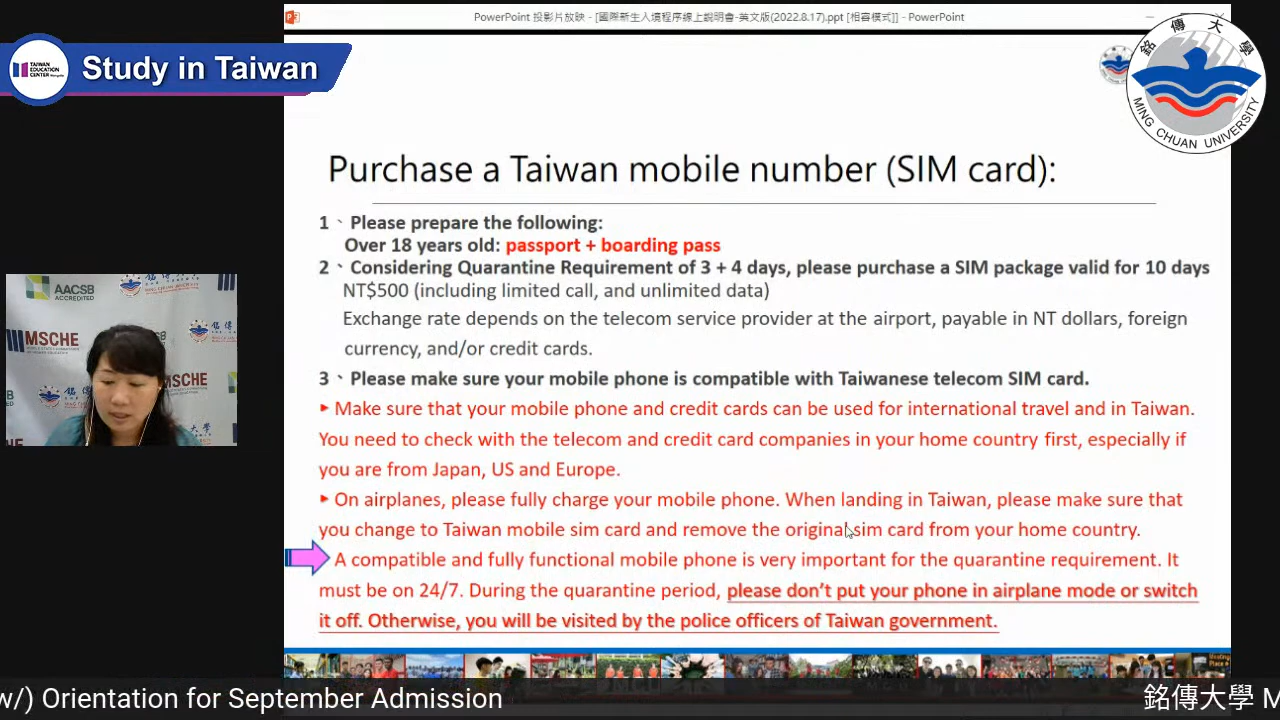 PowerPoint 投影片放映 - [國際新生入境程序線上說明會-英文版(2022.8.17).ppt [相容模式]] - PowerPoint
TAIWAN EDUCATION CENTER
Study in Taiwan
銘傳大學
MING CHUAN UNIVERSITY
Purchase a Taiwan mobile number (SIM card):
1、Please prepare the following:
Over 18 years old: passport + boarding pass
2、Considering Quarantine Requirement of 3 + 4 days, please purchase a SIM package valid for 10 days
NT$500 (including limited call, and unlimited data)
Exchange rate depends on the telecom service provider at the airport, payable in NT dollars, foreign
currency, and/or credit cards.
3、Please make sure your mobile phone is compatible with Taiwanese telecom SIM card.
▸ Make sure that your mobile phone and credit cards can be used for international travel and in Taiwan.
You need to check with the telecom and credit card companies in your home country first, especially if
you are from Japan, US and Europe.
▸ On airplanes, please fully charge your mobile phone. When landing in Taiwan, please make sure that
you change to Taiwan mobile sim card and remove the original sim card from your home country.
A compatible and fully functional mobile phone is very important for the quarantine requirement. It
must be on 24/7. During the quarantine period, please don't put your phone in airplane mode or switch
it off. Otherwise, you will be visited by the police officers of Taiwan government.
AACSB
ACCREDITED
MSCHE
銘傳
MSCHE
w/) Orientation for September Admission
銘傳大學 M